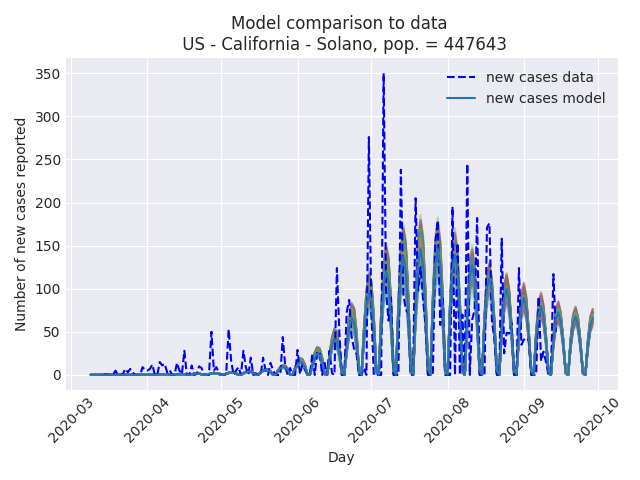 Model comparison to data
US - California - Solano, pop. = 447643
new cases data
new cases model
Number of new cases reported
350
300
250
200
150
100
50
0
2020-03
2020-04
2020-05
2020-06
2020-07
2020-08
2020-09
2020-10
Day